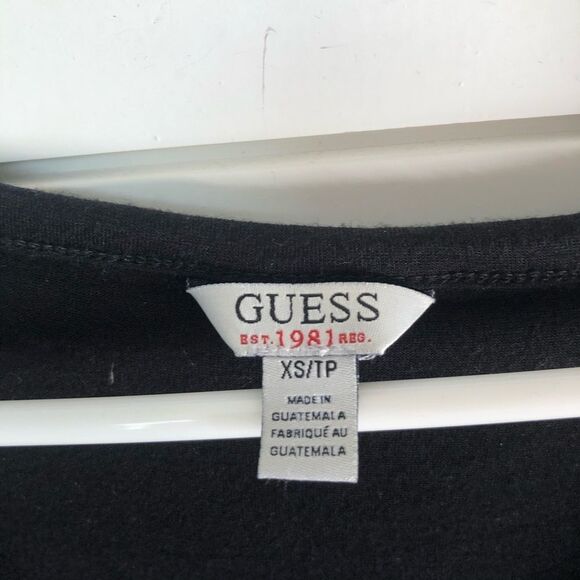 GUESS
EST. 1981 REG.
XS/TP
MADE IN
GUATEMALA
FABRIQUÉ AU
GUATEMALA